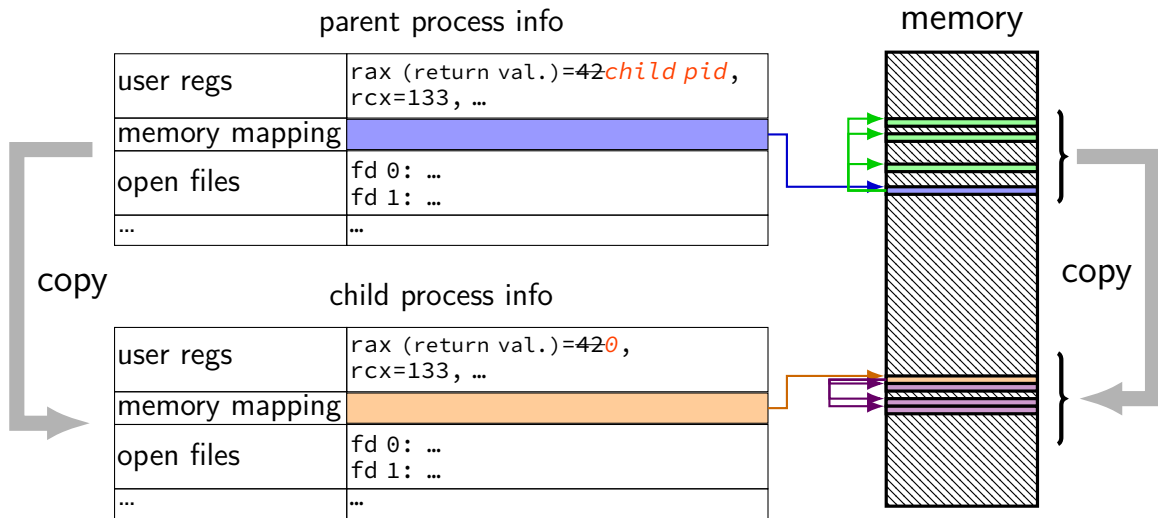 parent process info
memory
user regs
rax (return val.)=42child pid,
rcx=133, …
memory mapping
open files
fd 0: …
fd 1: …
…
…
copy
copy
child process info
user regs
rax (return val.)=420,
rcx=133, …
memory mapping
open files
fd 0: …
fd 1: …
…
…